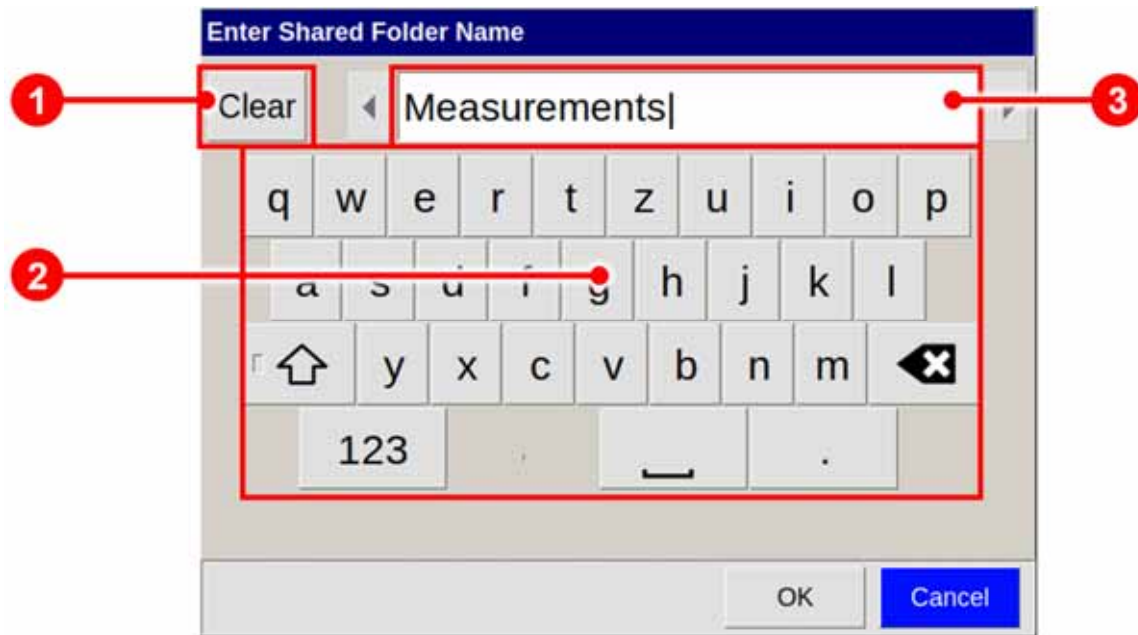 Enter Shared Folder Name
1 Clear Measurements 3
q w e r t z u i o p
2 a s d f g h j k l
y x c v b n m
123 , .
OK Cancel